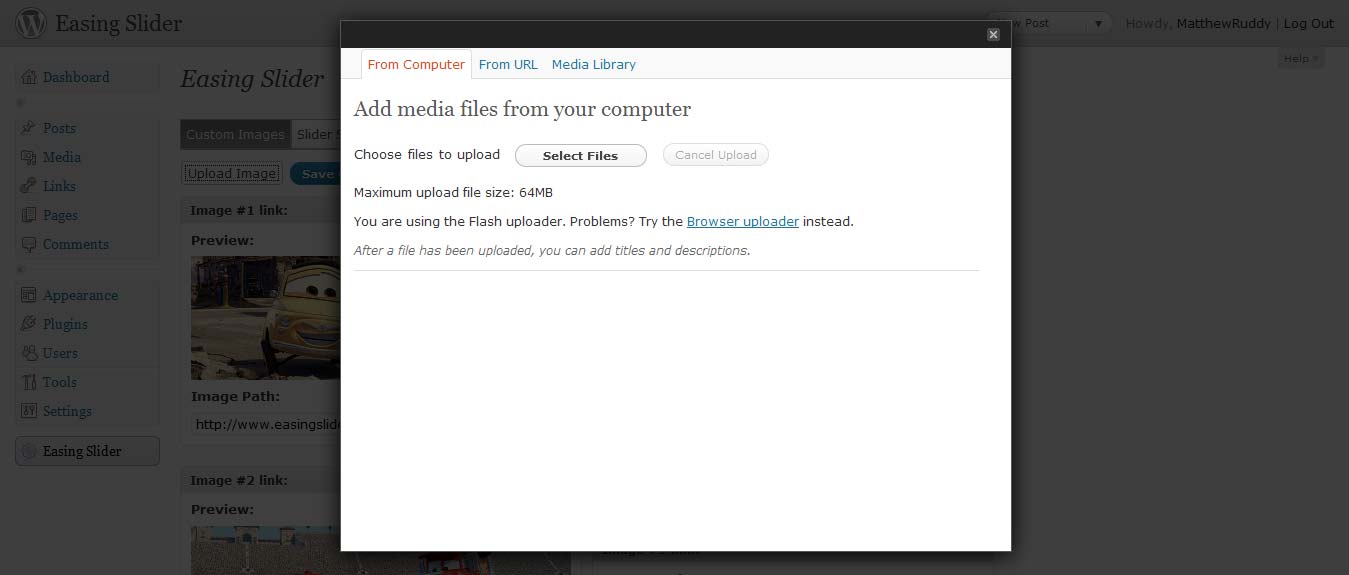 Easing Slider
New Post
Howdy, MatthewRuddy | Log Out
Help
Dashboard
Posts
Media
Links
Pages
Comments
Appearance
Plugins
Users
Tools
Settings
Easing Slider
Easing Slider
Custom Images
Slider
Upload Image
Save
Image #1 link:
Preview:
Image Path:
http://www.easingslide
Image #2 link:
Preview:
From Computer From URL Media Library
Add media files from your computer
Choose files to upload Select Files Cancel Upload
Maximum upload file size: 64MB
You are using the Flash uploader. Problems? Try the Browser uploader instead.
After a file has been uploaded, you can add titles and descriptions.